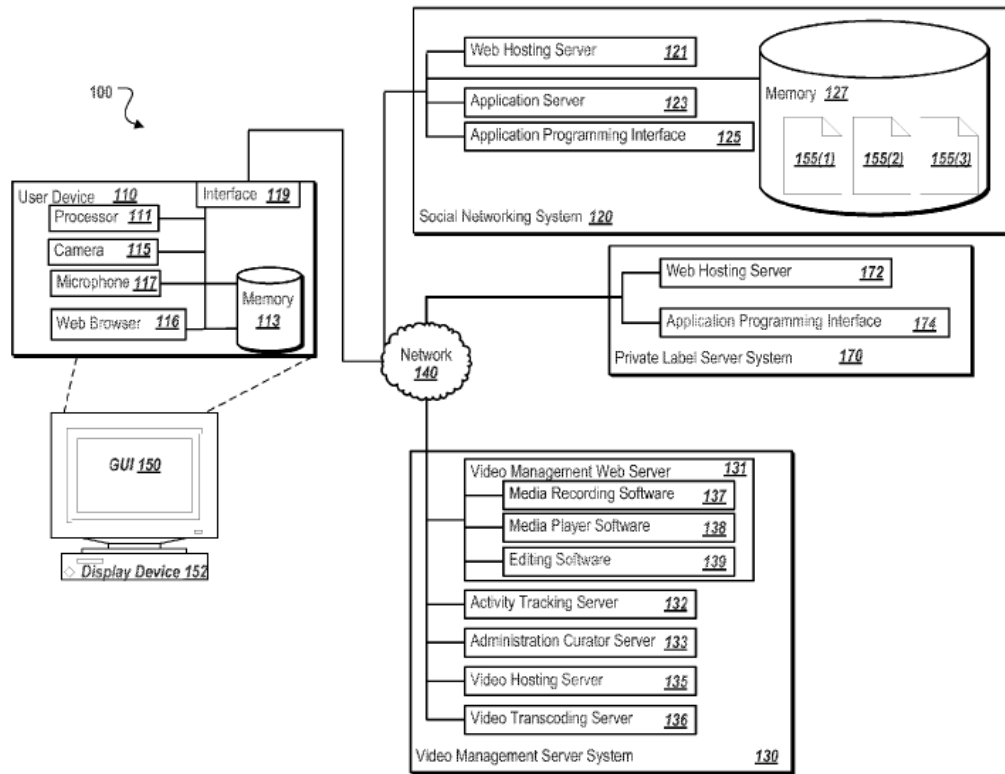 100
User Device 110
Interface 119
Processor 111
Camera 115
Microphone 117
Web Browser 116
Memory
113
GUI 150
Display Device 152
Network
140
Web Hosting Server 121
Application Server 123
Application Programming Interface 125
Memory 127
155(1) 155(2) 155(3)
Social Networking System 120
Web Hosting Server 172
Application Programming Interface 174
Private Label Server System 170
Video Management Web Server 131
Media Recording Software 137
Media Player Software 138
Editing Software 139
Activity Tracking Server 132
Administration Curator Server 133
Video Hosting Server 135
Video Transcoding Server 136
Video Management Server System 130